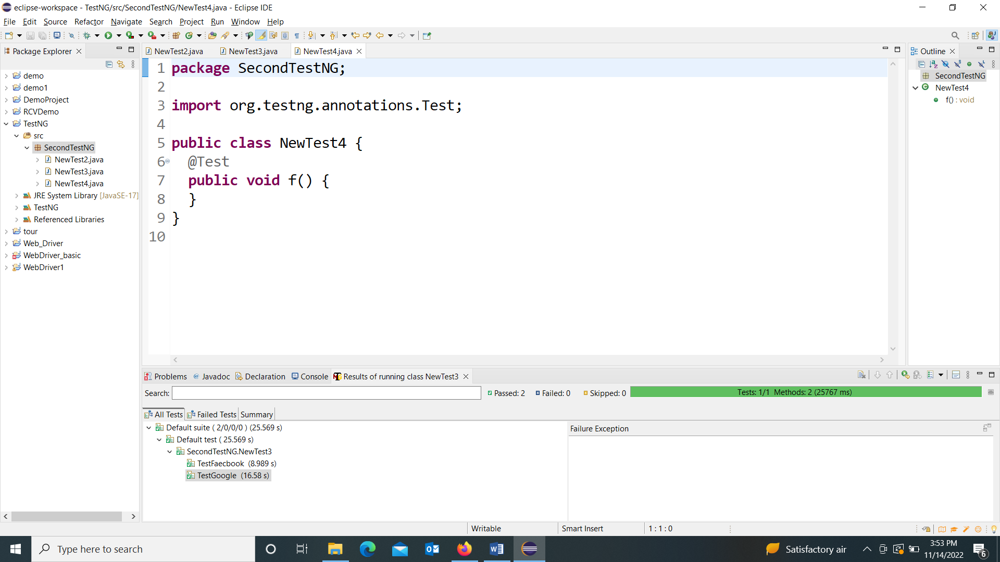 eclipse-workspace - TestNG/src/SecondTestNG/NewTest4.java - Eclipse IDE
File Edit Source Refactor Navigate Search Project Run Window Help
Package Explorer
demo
demo1
DemoProject
RCVDemo
TestNG
src
SecondTestNG
NewTest2.java
NewTest3.java
NewTest4.java
JRE System Library [JavaSE-17]
TestNG
Referenced Libraries
tour
Web_Driver
WebDriver_basic
WebDriver1
NewTest2.java NewTest3.java NewTest4.java
1 package SecondTestNG;
2
3 import org.testng.annotations.Test;
4
5 public class NewTest4 {
6 @Test
7 public void f() {
8 }
9 }
10
Outline
SecondTestNG
NewTest4
f() : void
Problems @ Javadoc Declaration Console Results of running class NewTest3
Search: Passed: 2 Failed: 0 Skipped: 0 Tests: 1/1 Methods: 2 (25767 ms)
All Tests Failed Tests Summary
Default suite ( 2/0/0/0 ) (25.569 s)
Default test ( 25.569 s)
SecondTestNG.NewTest3
TestFaecbook (8.989 s)
TestGoogle (16.58 s)
Failure Exception
Writable Smart Insert 1 : 1 : 0
Type here to search
Satisfactory air
3:53 PM
11/14/2022
6